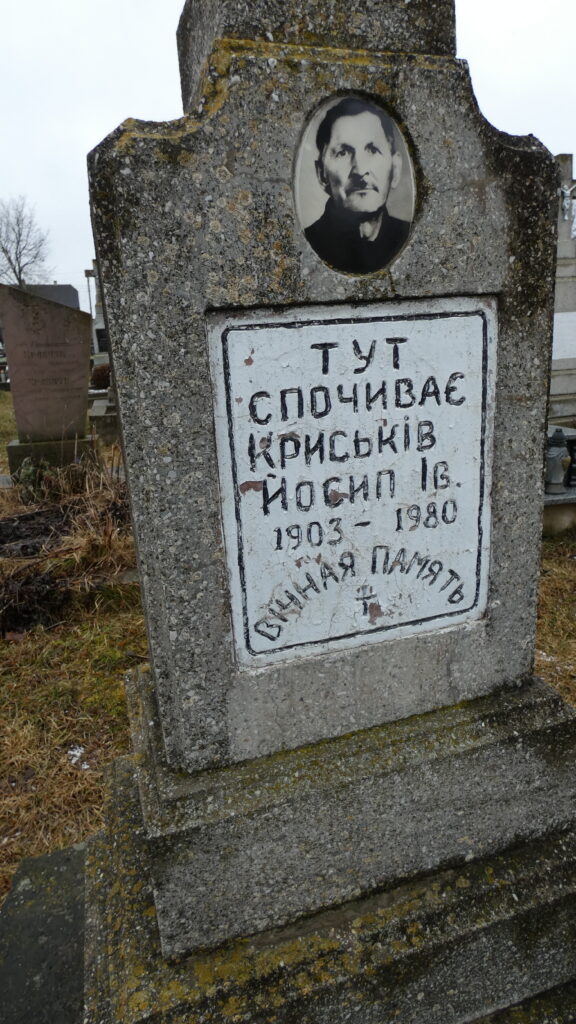 ТУТ
СПОЧИВАЄ
КРИСЬКІВ
ЙОСИП ІВ.
1903 - 1980
ВІЧНАЯ ПАМЯТЬ